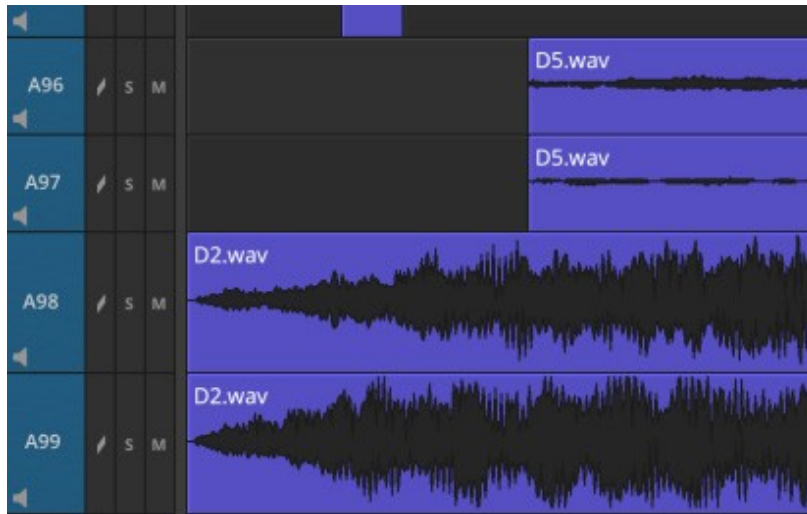 D5.wav
A96 S M
D5.wav
A97 S M
D2.wav
A98 S M
D2.wav
A99 S M